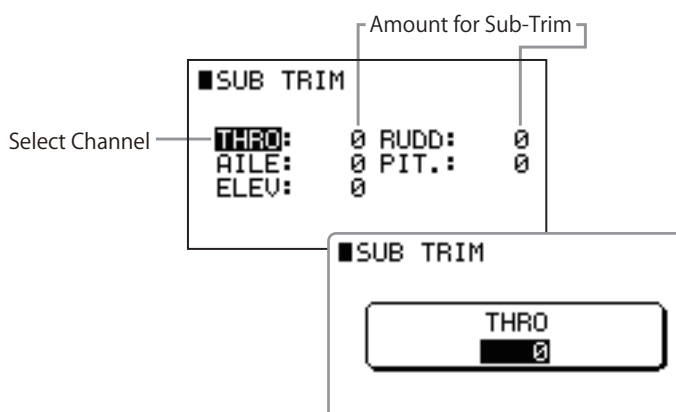 Amount for Sub-Trim
■SUB TRIM
Select Channel
THRO: 0 RUDD: 0
AILE: 0 PIT.: 0
ELEV: 0
■SUB TRIM
THRO
0